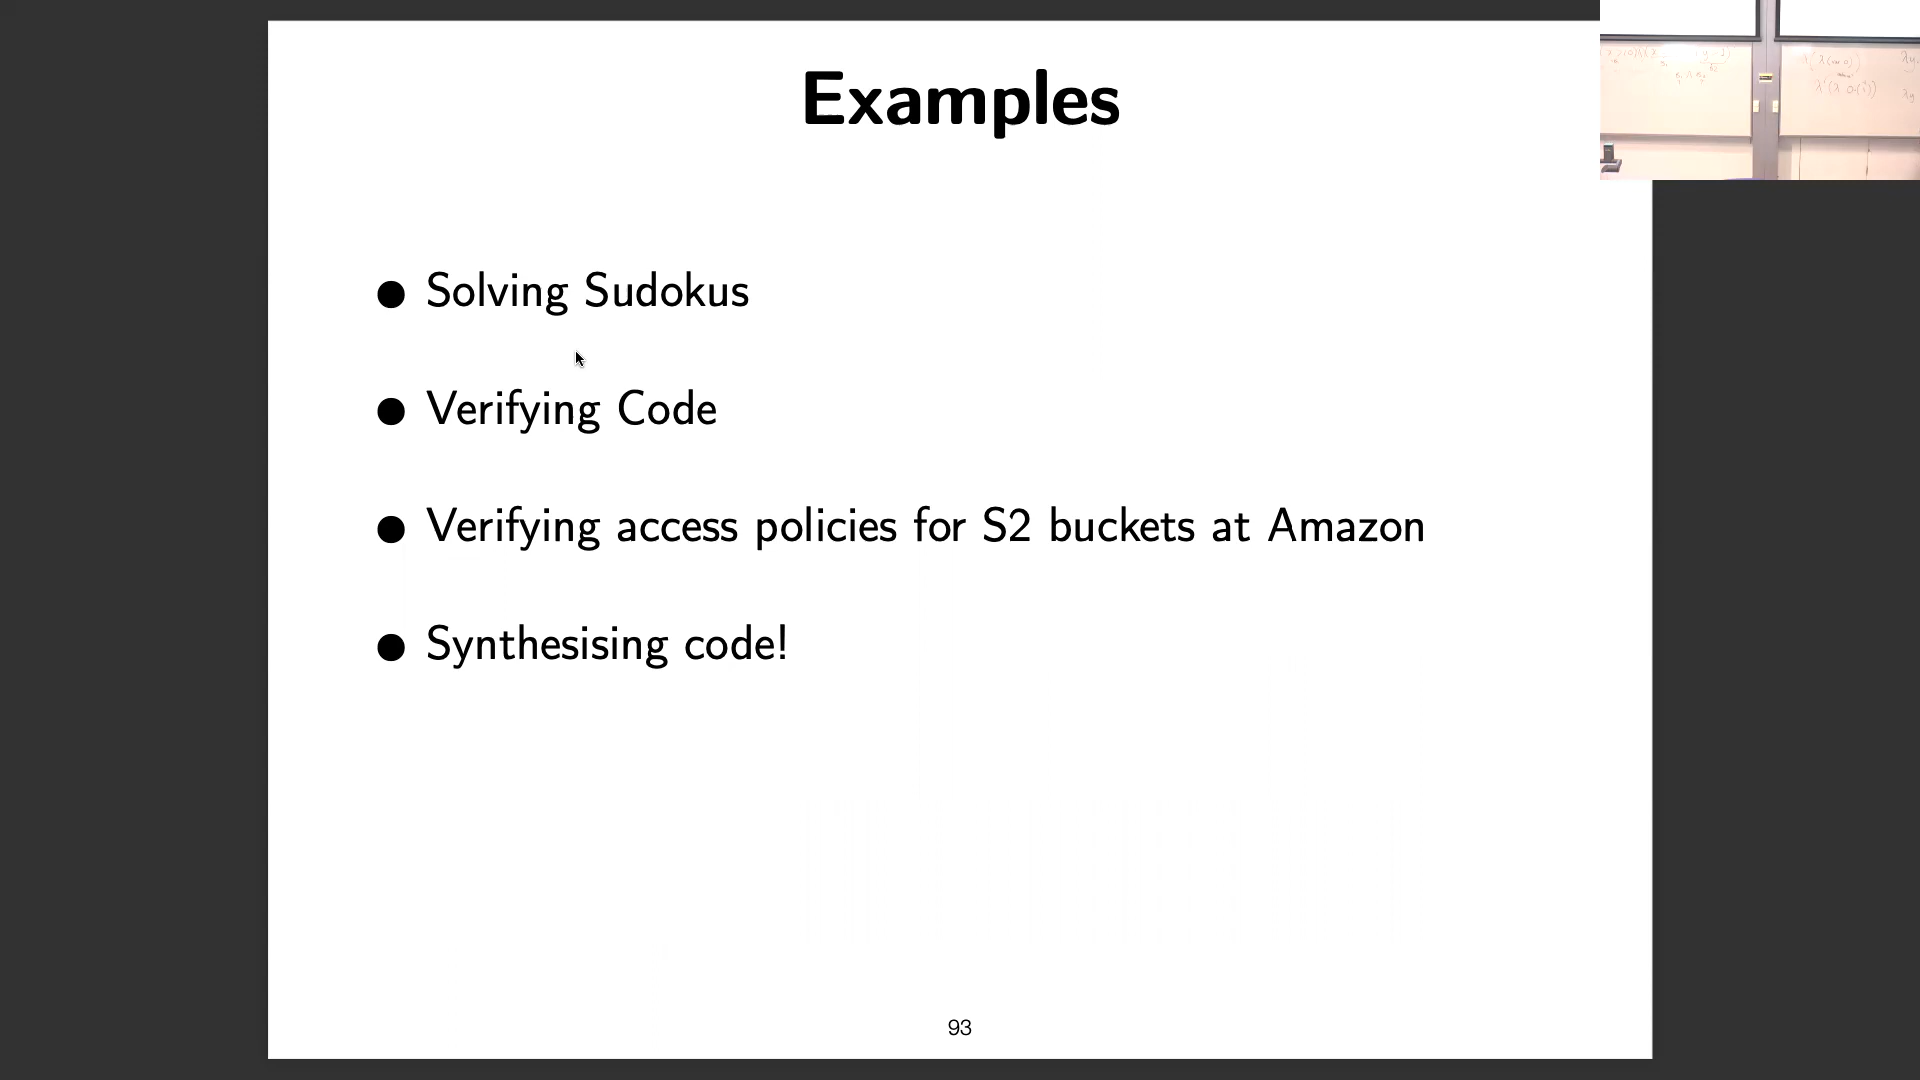 Examples
● Solving Sudokus
● Verifying Code
● Verifying access policies for S2 buckets at Amazon
● Synthesising code!
93